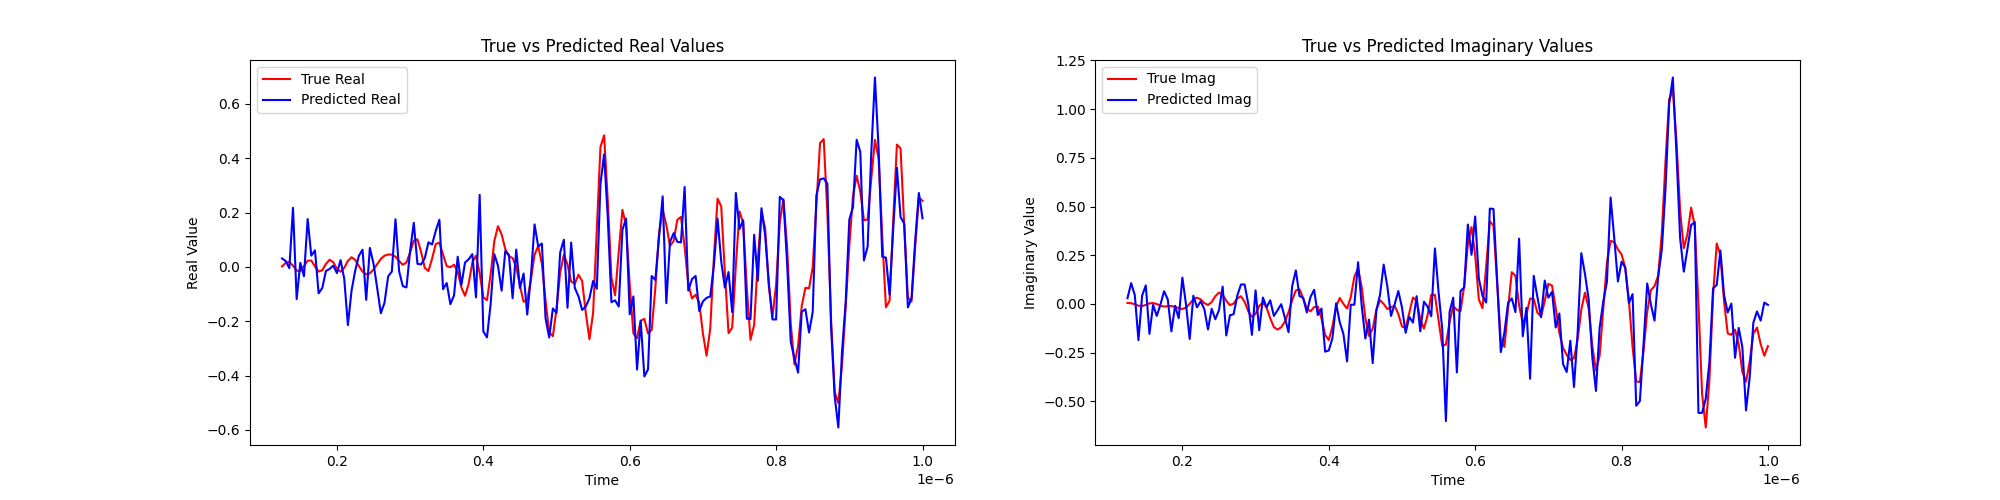 True vs Predicted Real Values
True Real
Predicted Real
Real Value
0.6
0.4
0.2
0.0
−0.2
−0.4
−0.6
0.2 0.4 0.6 0.8 1.0
1e−6
Time
True vs Predicted Imaginary Values
True Imag
Predicted Imag
Imaginary Value
1.25
1.00
0.75
0.50
0.25
0.00
−0.25
−0.50
0.2 0.4 0.6 0.8 1.0
1e−6
Time